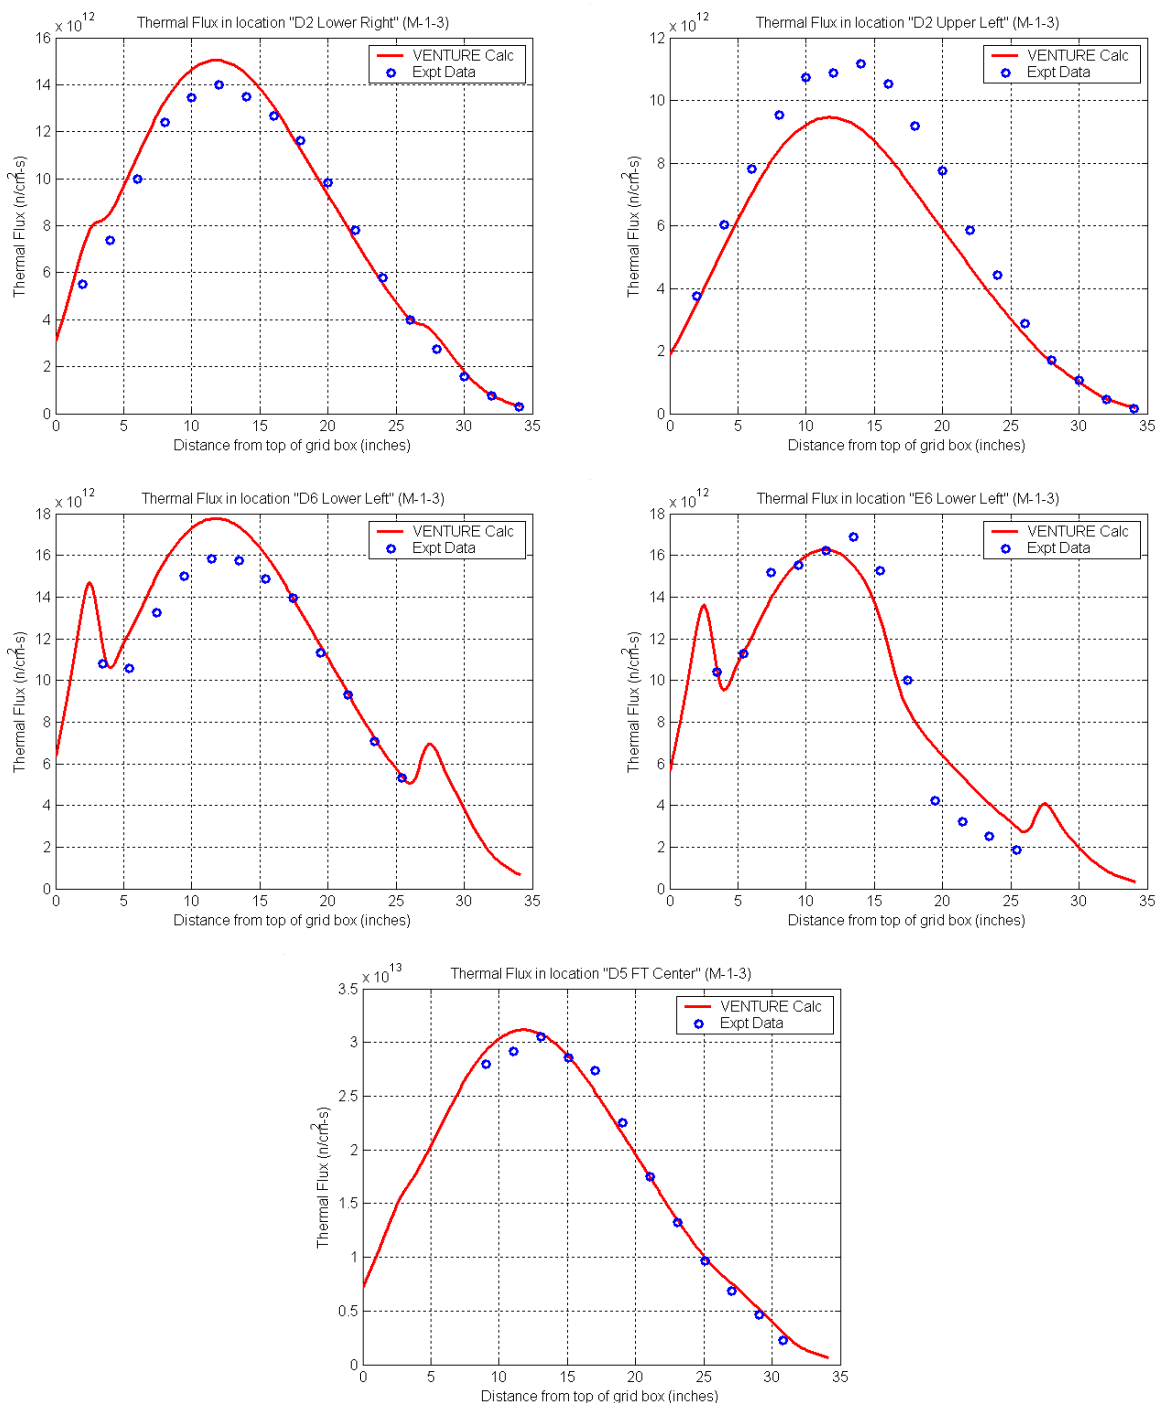 x 10^12
Thermal Flux in location "D2 Lower Right" (M-1-3)
VENTURE Calc
Expt Data
Thermal Flux (n/cm^2-s)
16
14
12
10
8
6
4
2
0
0 5 10 15 20 25 30 35
Distance from top of grid box (inches)
x 10^12
Thermal Flux in location "D2 Upper Left" (M-1-3)
VENTURE Calc
Expt Data
Thermal Flux (n/cm^2-s)
12
10
8
6
4
2
0
0 5 10 15 20 25 30 35
Distance from top of grid box (inches)
x 10^12
Thermal Flux in location "D6 Lower Left" (M-1-3)
VENTURE Calc
Expt Data
Thermal Flux (n/cm^2-s)
18
16
14
12
10
8
6
4
2
0
0 5 10 15 20 25 30 35
Distance from top of grid box (inches)
x 10^12
Thermal Flux in location "E6 Lower Left" (M-1-3)
VENTURE Calc
Expt Data
Thermal Flux (n/cm^2-s)
18
16
14
12
10
8
6
4
2
0
0 5 10 15 20 25 30 35
Distance from top of grid box (inches)
x 10^13
Thermal Flux in location "D5 FT Center" (M-1-3)
VENTURE Calc
Expt Data
Thermal Flux (n/cm^2-s)
3.5
3
2.5
2
1.5
1
0.5
0
0 5 10 15 20 25 30 35
Distance from top of grid box (inches)